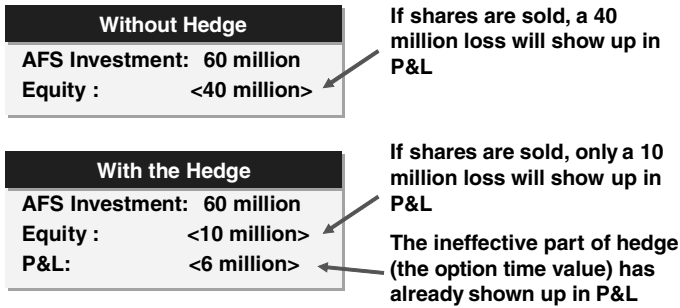 Without Hedge
AFS Investment: 60 million
Equity : <40 million>
If shares are sold, a 40
million loss will show up in
P&L
With the Hedge
AFS Investment: 60 million
Equity : <10 million>
P&L: <6 million>
If shares are sold, only a 10
million loss will show up in
P&L
The ineffective part of hedge
(the option time value) has
already shown up in P&L